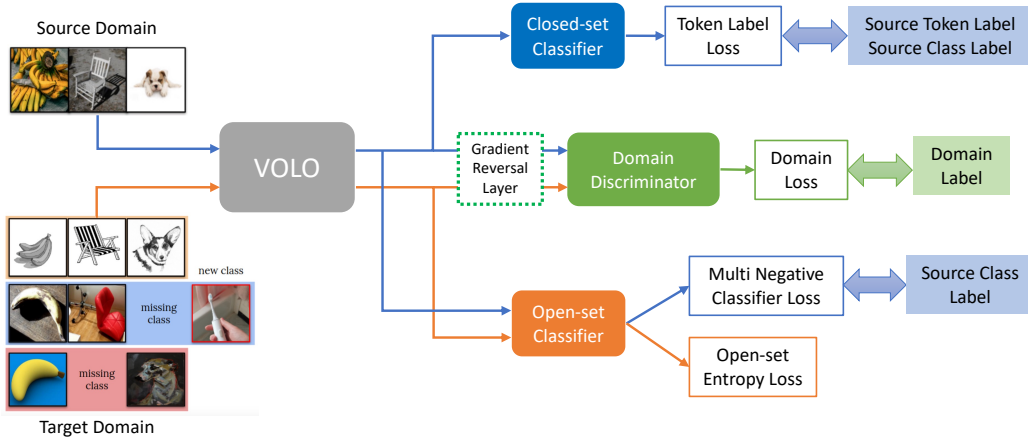 Source Domain
VOLO
Closed-set
Classifier
Token Label
Loss
Source Token Label
Source Class Label
Gradient
Reversal
Layer
Domain
Discriminator
Domain
Loss
Domain
Label
new class
missing
class
missing
class
Target Domain
Open-set
Classifier
Multi Negative
Classifier Loss
Source Class
Label
Open-set
Entropy Loss